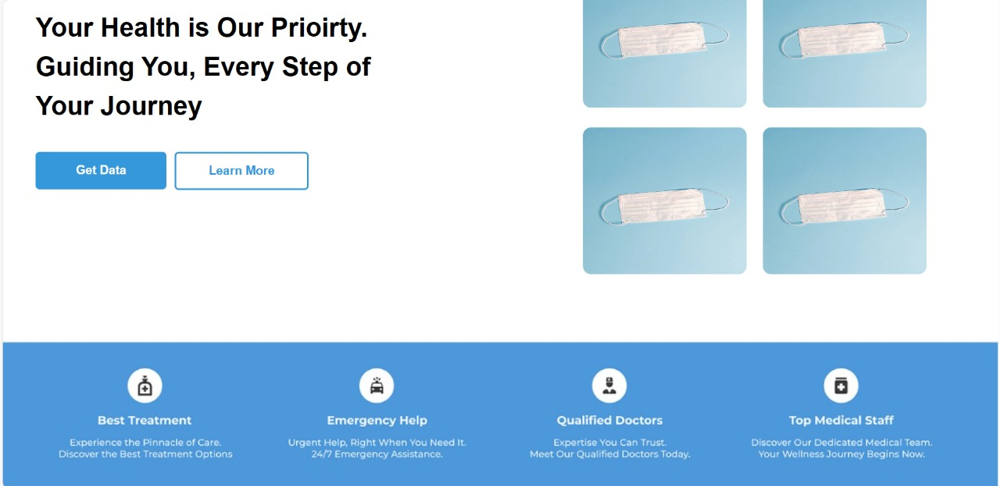 Your Health is Our Prioirty.
Guiding You, Every Step of
Your Journey
Get Data
Learn More
Best Treatment
Experience the Pinnacle of Care.
Discover the Best Treatment Options
Emergency Help
Urgent Help, Right When You Need It.
24/7 Emergency Assistance.
Qualified Doctors
Expertise You Can Trust.
Meet Our Qualified Doctors Today.
Top Medical Staff
Discover Our Dedicated Medical Team.
Your Wellness Journey Begins Now.